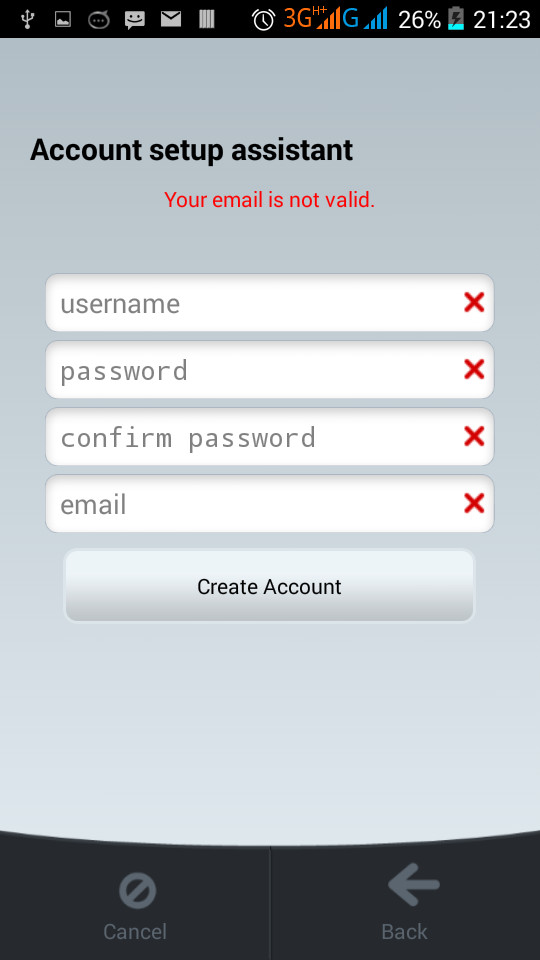 3G H+ G 26% 21:23
Account setup assistant
Your email is not valid.
username
password
confirm password
email
Create Account
Cancel Back